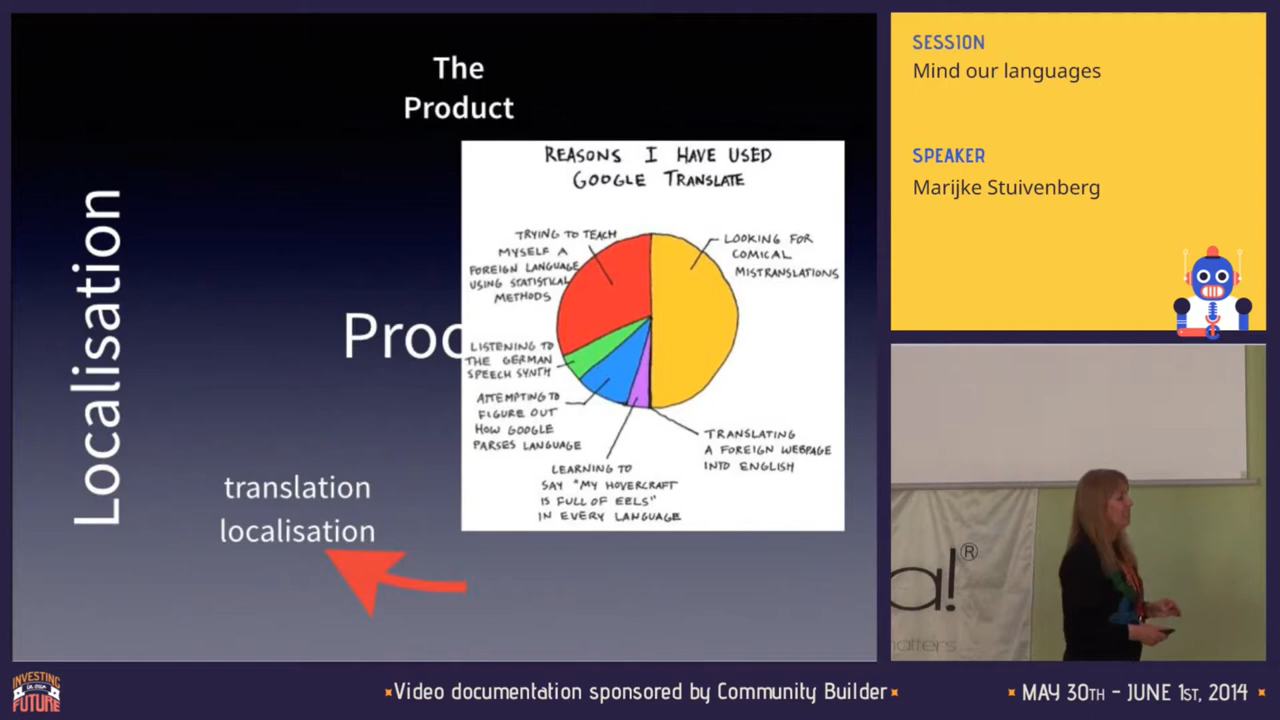 The
Product
Localisation
Proc
translation
localisation
REASONS I HAVE USED
GOOGLE TRANSLATE
TRYING TO TEACH
MYSELF A
FOREIGN LANGUAGE
USING STATISTICAL
METHODS
LOOKING FOR
COMICAL
MISTRANSLATIONS
LISTENING TO
THE GERMAN
SPEECH SYNTH
ATTEMPTING TO
FIGURE OUT
HOW GOOGLE
PARSES LANGUAGE
LEARNING TO
SAY "MY HOVERCRAFT
IS FULL OF EELS"
IN EVERY LANGUAGE
TRANSLATING
A FOREIGN WEBPAGE
INTO ENGLISH
SESSION
Mind our languages
SPEAKER
Marijke Stuivenberg
a!®
matters
INVESTING
IN OUR
FUTURE
Video documentation sponsored by Community Builder
MAY 30TH - JUNE 1ST, 2014